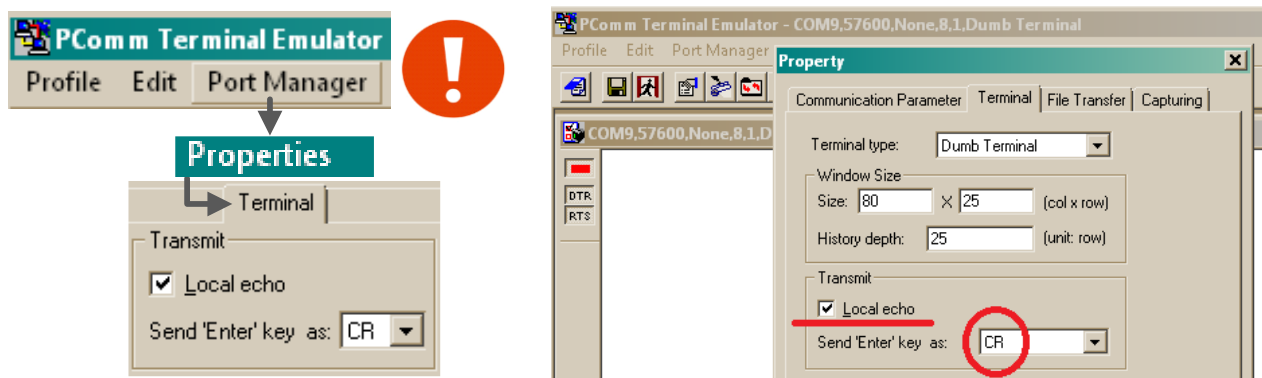 PComm Terminal Emulator
Profile Edit Port Manager
!
Properties
Terminal
Transmit
Local echo
Send 'Enter' key as: CR
PComm Terminal Emulator - COM9,57600,None,8,1,Dumb Terminal
Profile Edit Port Manager
Property
Communication Parameter Terminal File Transfer Capturing
COM9,57600,None,8,1,D
DTR
RTS
Terminal type: Dumb Terminal
Window Size
Size: 80 X 25 (col x row)
History depth: 25 (unit: row)
Transmit
Local echo
Send 'Enter' key as: CR